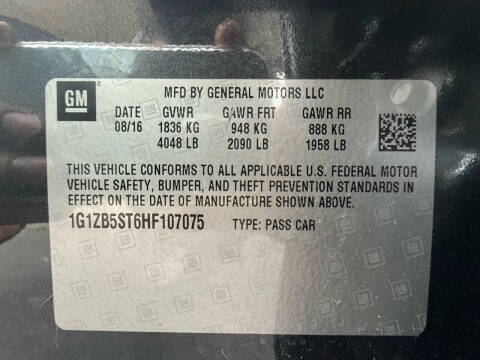 GM
MFD BY GENERAL MOTORS LLC
DATE GVWR GAWR FRT GAWR RR
08/16 1836 KG 948 KG 888 KG
4048 LB 2090 LB 1958 LB
THIS VEHICLE CONFORMS TO ALL APPLICABLE U.S. FEDERAL MOTOR
VEHICLE SAFETY, BUMPER, AND THEFT PREVENTION STANDARDS IN
EFFECT ON THE DATE OF MANUFACTURE SHOWN ABOVE.
1G1ZB5ST6HF107075 TYPE: PASS CAR